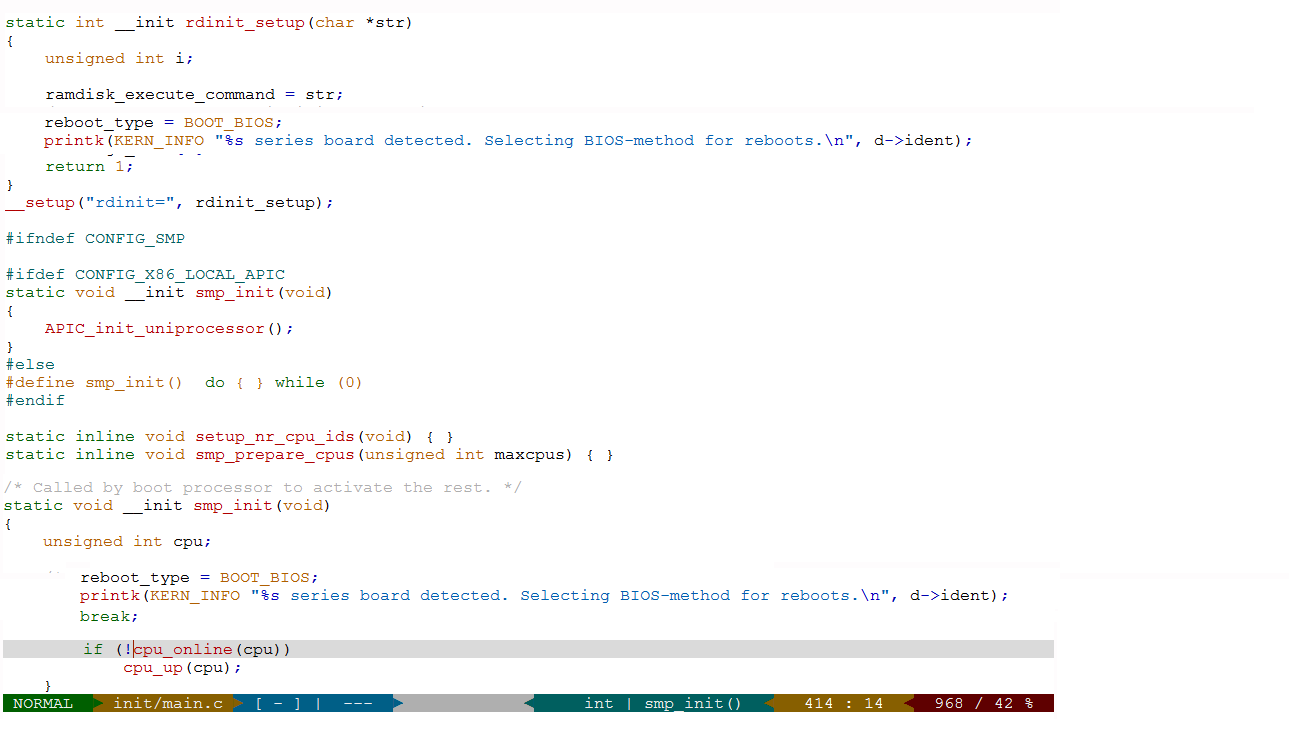 static int __init rdinit_setup(char *str)
{
    unsigned int i;

    ramdisk_execute_command = str;
    reboot_type = BOOT_BIOS;
    printk(KERN_INFO "%s series board detected. Selecting BIOS-method for reboots.\n", d->ident);
    return 1;
}
__setup("rdinit=", rdinit_setup);

#ifndef CONFIG_SMP

#ifdef CONFIG_X86_LOCAL_APIC
static void __init smp_init(void)
{
    APIC_init_uniprocessor();
}
#else
#define smp_init()  do { } while (0)
#endif

static inline void setup_nr_cpu_ids(void) { }
static inline void smp_prepare_cpus(unsigned int maxcpus) { }

/* Called by boot processor to activate the rest. */
static void __init smp_init(void)
{
    unsigned int cpu;

        reboot_type = BOOT_BIOS;
        printk(KERN_INFO "%s series board detected. Selecting BIOS-method for reboots.\n", d->ident);
        break;

        if (!cpu_online(cpu))
            cpu_up(cpu);
    }
NORMAL init/main.c [ - ] | --- int | smp_init() 414 : 14 968 / 42 %